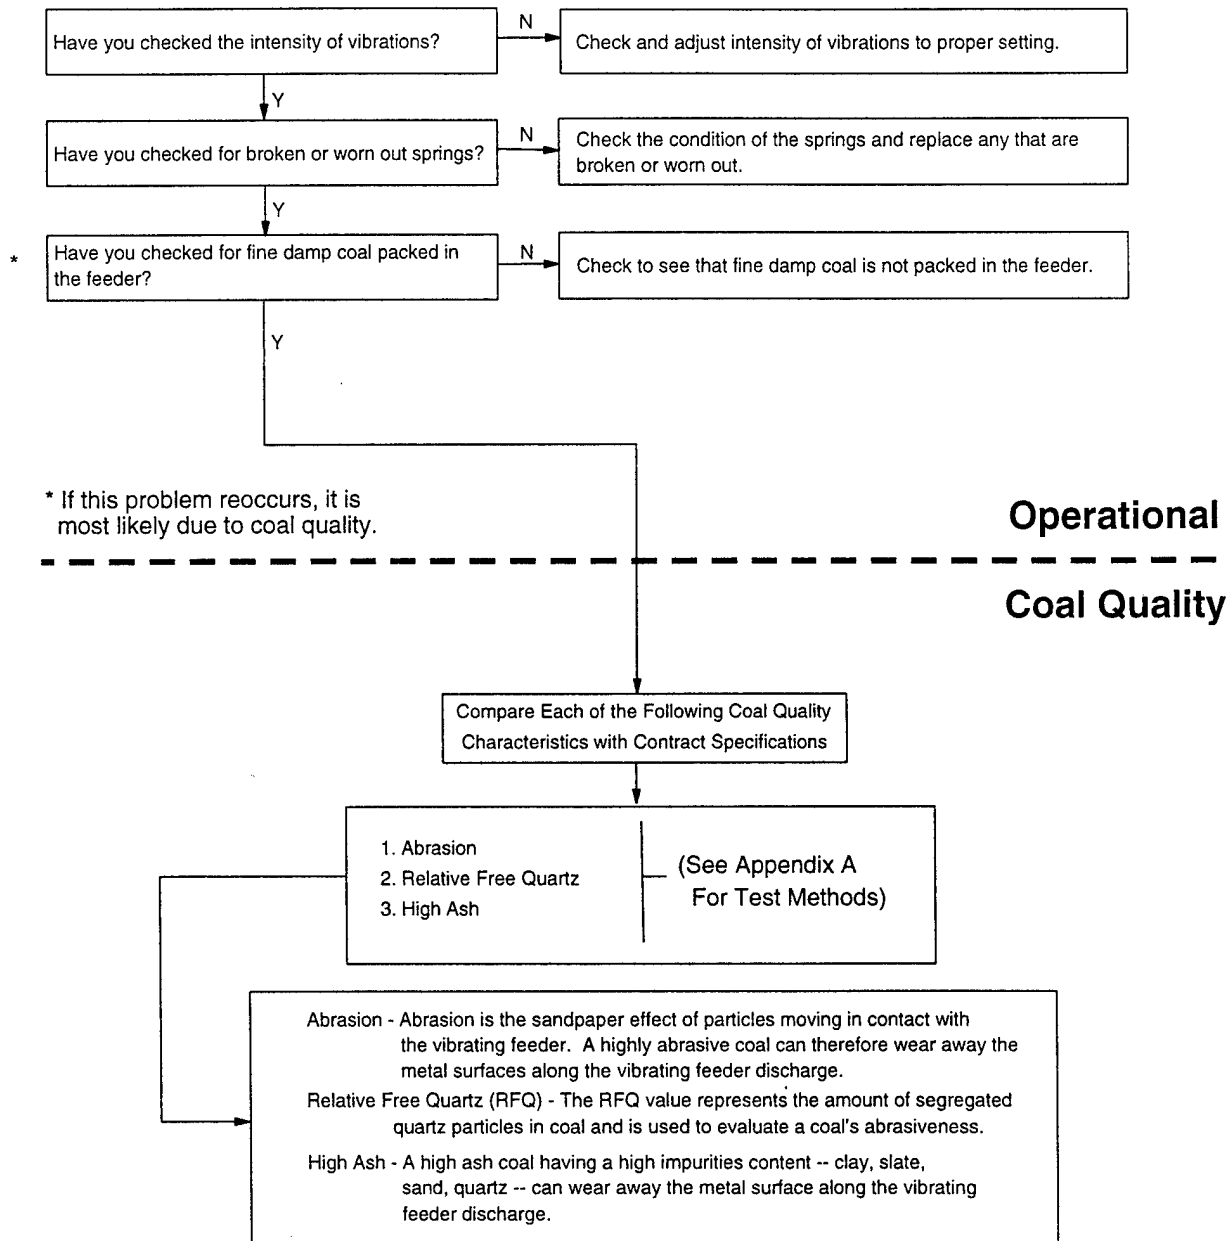 Have you checked the intensity of vibrations?
N
Check and adjust intensity of vibrations to proper setting.
Y
Have you checked for broken or worn out springs?
N
Check the condition of the springs and replace any that are
broken or worn out.
Y
*
Have you checked for fine damp coal packed in
the feeder?
N
Check to see that fine damp coal is not packed in the feeder.
Y
* If this problem reoccurs, it is
most likely due to coal quality.
Operational
Coal Quality
Compare Each of the Following Coal Quality
Characteristics with Contract Specifications
1. Abrasion
2. Relative Free Quartz
3. High Ash
(See Appendix A
For Test Methods)
Abrasion - Abrasion is the sandpaper effect of particles moving in contact with
the vibrating feeder. A highly abrasive coal can therefore wear away the
metal surfaces along the vibrating feeder discharge.
Relative Free Quartz (RFQ) - The RFQ value represents the amount of segregated
quartz particles in coal and is used to evaluate a coal's abrasiveness.
High Ash - A high ash coal having a high impurities content -- clay, slate,
sand, quartz -- can wear away the metal surface along the vibrating
feeder discharge.